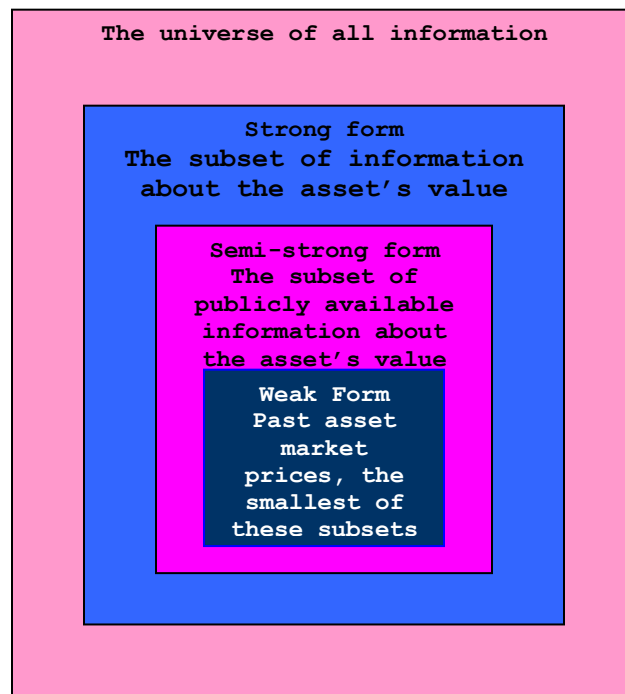 The universe of all information
Strong form
The subset of information
about the asset’s value
Semi-strong form
The subset of
publicly available
information about
the asset’s value
Weak Form
Past asset
market
prices, the
smallest of
these subsets